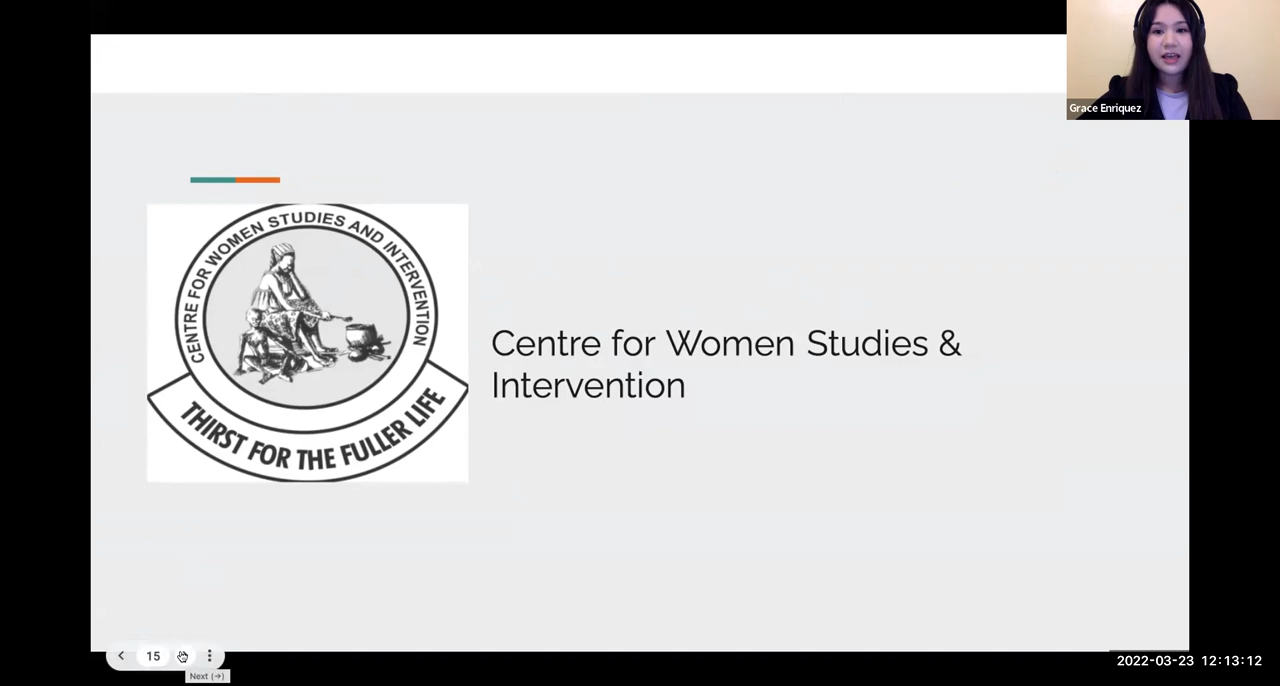 Grace Enriquez
CENTRE FOR WOMEN STUDIES AND INTERVENTION
THIRST FOR THE FULLER LIFE
Centre for Women Studies &
Intervention
15
Next (→)
2022-03-23 12:13:12